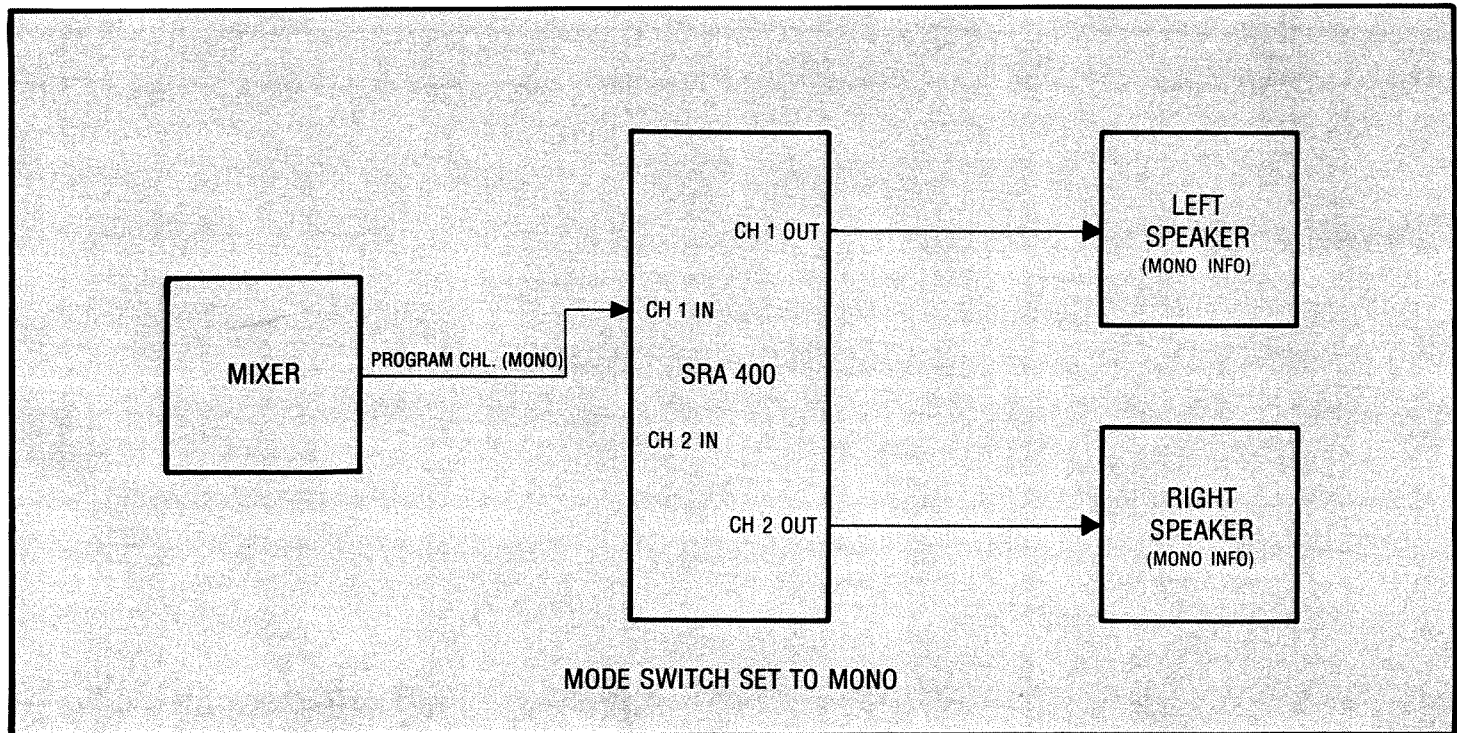 MIXER
PROGRAM CHL. (MONO)
CH 1 OUT
CH 1 IN
SRA 400
CH 2 IN
CH 2 OUT
LEFT
SPEAKER
(MONO INFO)
RIGHT
SPEAKER
(MONO INFO)
MODE SWITCH SET TO MONO